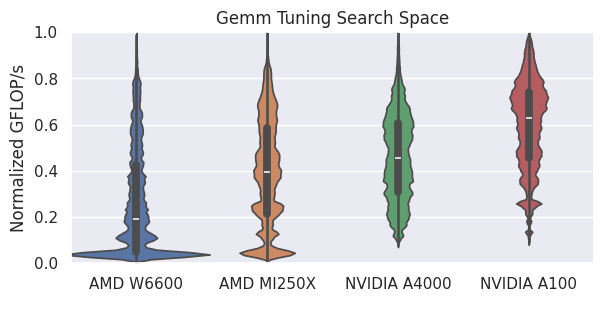 Gemm Tuning Search Space
Normalized GFLOP/s
1.0
0.8
0.6
0.4
0.2
0.0
AMD W6600 AMD MI250X NVIDIA A4000 NVIDIA A100